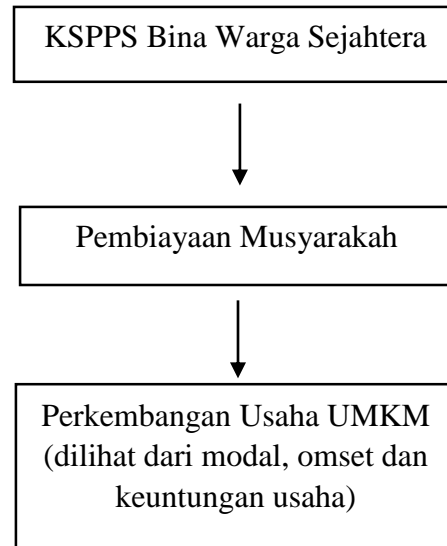 KSPPS Bina Warga Sejahtera
Pembiayaan Musyarakah
Perkembangan Usaha UMKM
(dilihat dari modal, omset dan
keuntungan usaha)